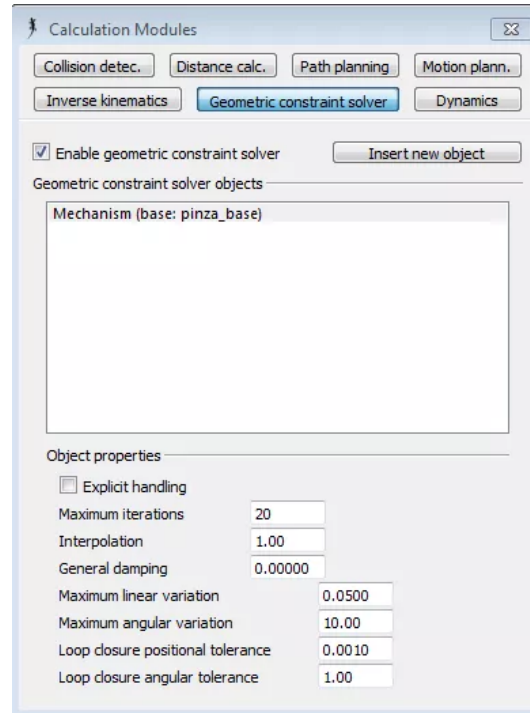 Calculation Modules
Collision detec. Distance calc. Path planning Motion plann.
Inverse kinematics Geometric constraint solver Dynamics
Enable geometric constraint solver Insert new object
Geometric constraint solver objects
Mechanism (base: pinza_base)
Object properties
Explicit handling
Maximum iterations 20
Interpolation 1.00
General damping 0.00000
Maximum linear variation 0.0500
Maximum angular variation 10.00
Loop closure positional tolerance 0.0010
Loop closure angular tolerance 1.00